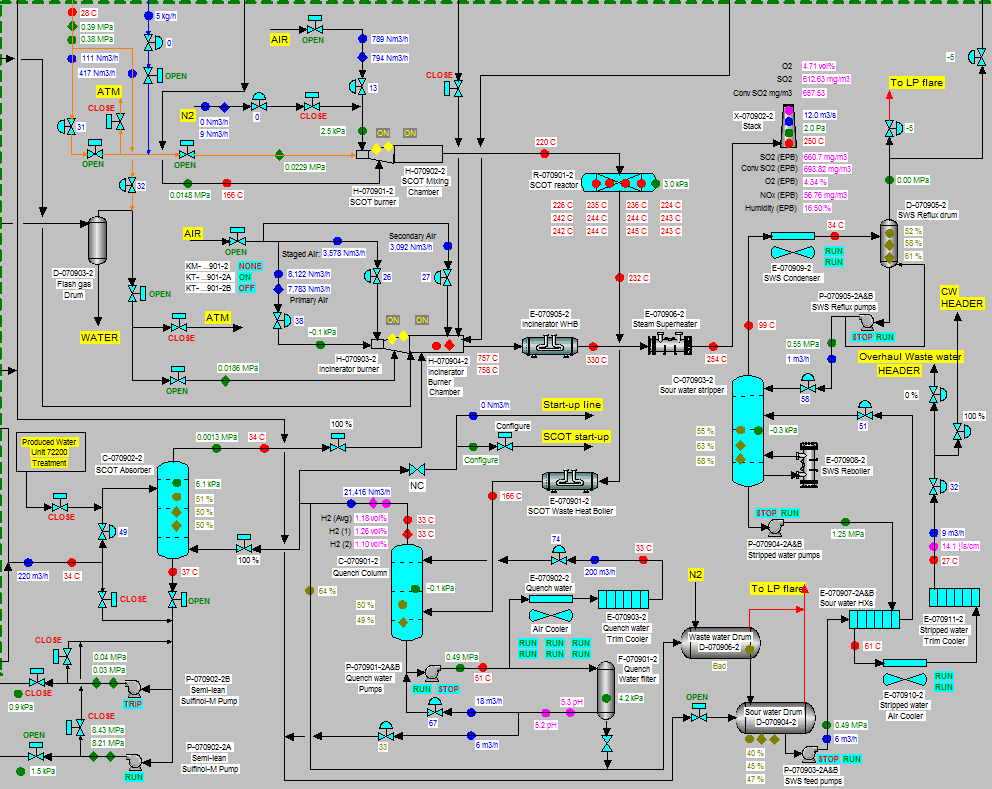 28 C
0.39 MPa
0.38 MPa
111 Nm3/h
417 Nm3/h
5 kg/h
0
OPEN
ATM
CLOSE
31
OPEN
OPEN
32
AIR
OPEN
789 Nm3/h
794 Nm3/h
13
N2
0 Nm3/h
9 Nm3/h
0
CLOSE
2.5 kPa
ON
ON
0.0229 MPa
0.0148 MPa
166 C
H-070901-2
SCOT burner
H-070902-2
SCOT Mixing
Chamber
CLOSE
220 C
R-070901-2
SCOT reactor
3.0 kPa
226 C
235 C
236 C
224 C
242 C
244 C
244 C
243 C
242 C
244 C
245 C
243 C
232 C
O2
4.71 vol%
SO2
612.63 mg/m3
Conv SO2 mg/m3
667.53
X-070902-2
Stack
12.0 m3/s
2.0 Pa
250 C
SO2 (EPB)
660.7 mg/m3
Conv SO2 (EPB)
693.82 mg/m3
O2 (EPB)
4.34 %
NOx (EPB)
56.76 mg/m3
Humidity (EPB)
16.50 %
To LP flare
-5
-5
0.00 MPa
D-070905-2
SWS Reflux drum
34 C
52 %
58 %
61 %
RUN
RUN
E-070909-2
SWS Condenser
P-070905-2A&B
SWS Reflux pumps
STOP
RUN
CW
HEADER
D-070903-2
Flash gas
Drum
OPEN
WATER
CLOSE
ATM
OPEN
0.0186 MPa
AIR
OPEN
KM- ...901-2
NONE
KT- ...901-2A
ON
KT- ...901-2B
OFF
Staged Air:
3,578 Nm3/h
Secondary Air
3,092 Nm3/h
8,122 Nm3/h
7,783 Nm3/h
Primary Air
26
27
38
-0.1 kPa
ON
ON
H-070903-2
Incinerator burner
H-070904-2
Incinerator
Burner
Chamber
757 C
758 C
E-070905-2
Incinerator WHB
330 C
E-070906-2
Steam Superheater
254 C
99 C
0.55 MPa
1 m3/h
58
Overhaul Waste water
HEADER
0 %
100 %
C-070903-2
Sour water stripper
51
55 %
63 %
58 %
-0.3 kPa
E-070908-2
SWS Reboiler
32
Produced Water
Unit 72200
Treatment
CLOSE
0.0013 MPa
34 C
100 %
C-070902-2
SCOT Absorber
6.1 kPa
51 %
50 %
50 %
49
100 %
220 m3/h
34 C
37 C
CLOSE
OPEN
0 Nm3/h
Start-up line
Configure
Configure
SCOT start-up
NC
21,416 Nm3/h
H2 (Avg)
1.18 vol%
H2 (1)
1.26 vol%
H2 (2)
1.10 vol%
33 C
33 C
C-070901-2
Quench Column
64 %
-0.1 kPa
50 %
49 %
166 C
E-070901-2
SCOT Waste Heat Boiler
74
33 C
200 m3/h
E-070902-2
Quench water
Air Cooler
E-070903-2
Quench water
Trim Cooler
RUN
RUN
RUN
RUN
RUN
RUN
STOP
RUN
P-070904-2A&B
Stripped water pumps
1.25 MPa
9 m3/h
27 C
N2
To LP flare
E-070907-2A&B
Sour water HXs
E-070911-2
Stripped water
Trim Cooler
61 C
RUN
RUN
E-070910-2
Stripped water
Air Cooler
Waste water Drum
D-070906-2
Bad
OPEN
Sour water Drum
D-070904-2
40 %
45 %
47 %
0.49 MPa
6 m3/h
STOP
RUN
P-070903-2A&B
SWS feed pumps
CLOSE
0.04 MPa
0.03 MPa
CLOSE
0.9 kPa
TRIP
P-070902-2B
Semi-lean
Sulfinol-M Pump
CLOSE
8.43 MPa
8.21 MPa
OPEN
1.5 kPa
RUN
P-070902-2A
Semi-lean
Sulfinol-M Pump
P-070901-2A&B
Quench water
Pumps
0.49 MPa
51 C
RUN
STOP
F-070901-2
Quench
Water filter
4.2 kPa
67
18 m3/h
5.3 pH
5.2 pH
33
6 m3/h